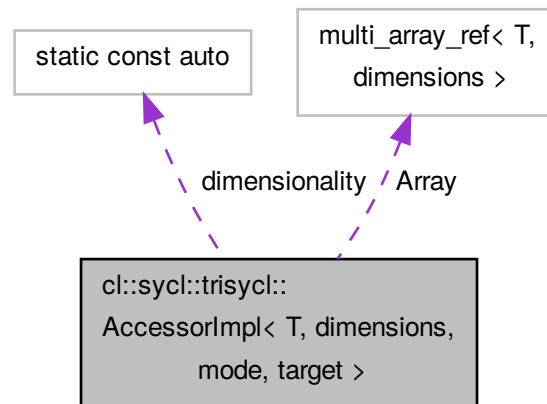 static const auto
multi_array_ref< T,
dimensions >
dimensionality
Array
cl::sycl::trisycl::
AccessorImpl< T, dimensions,
mode, target >